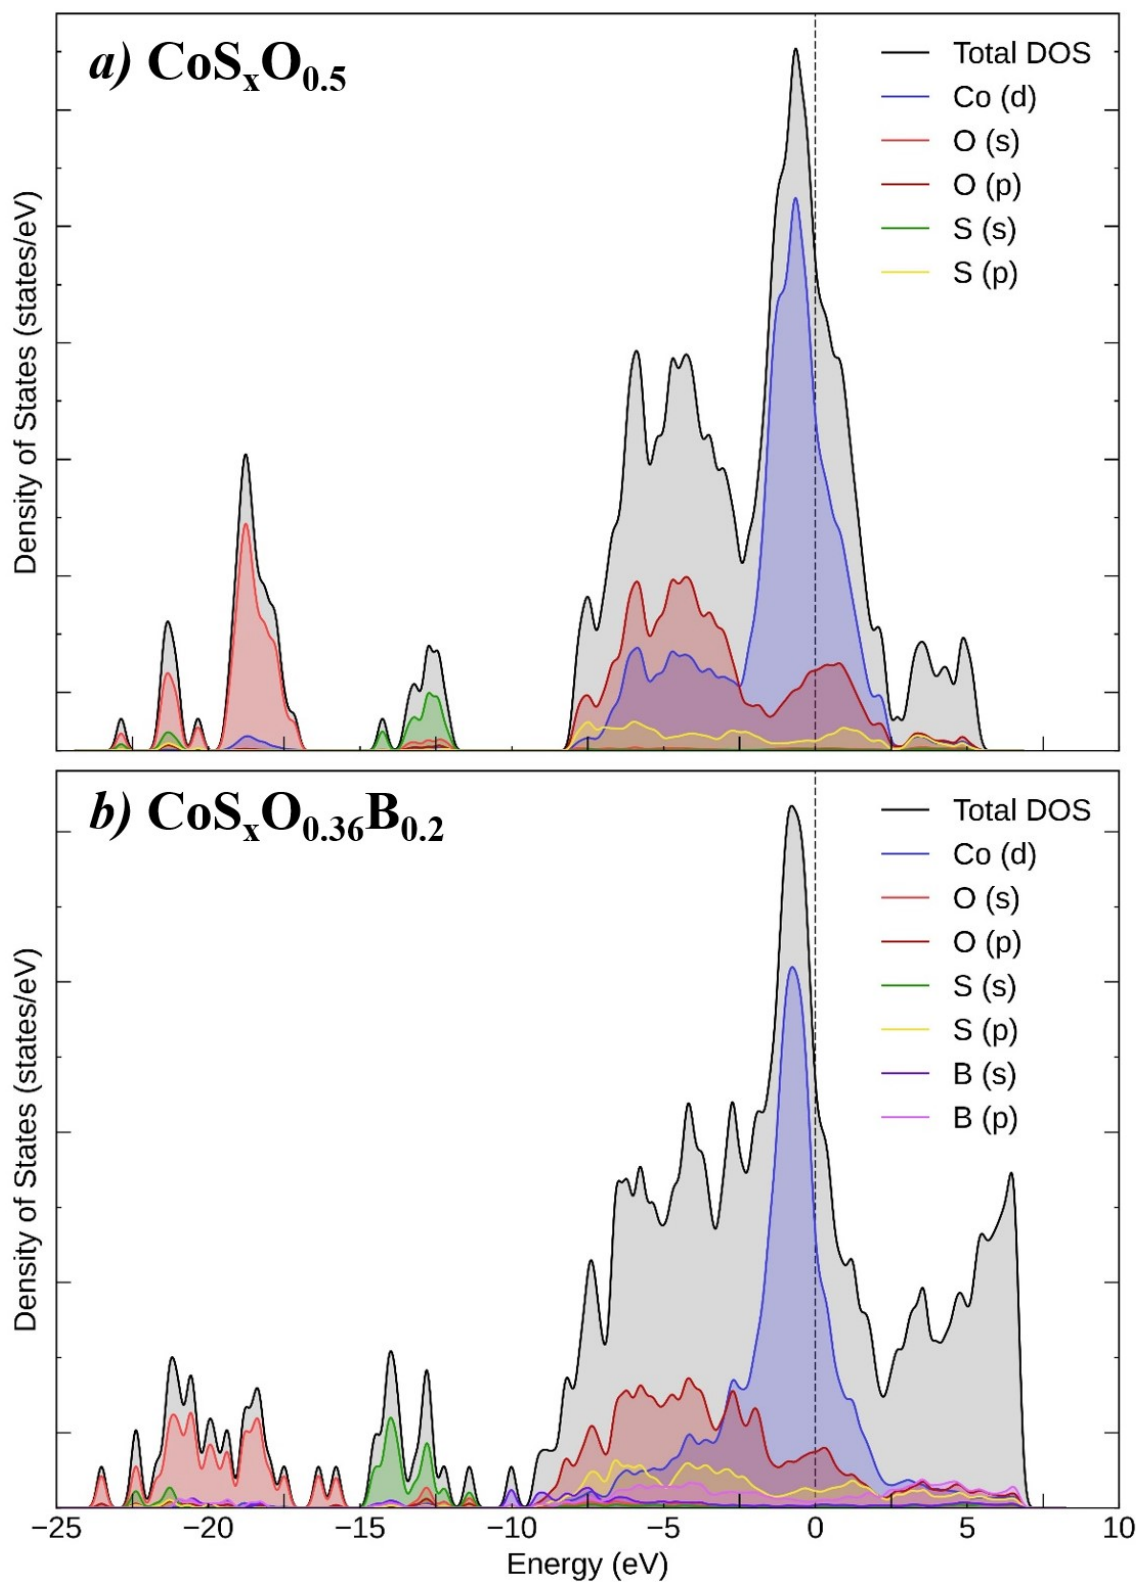 a) CoSₓO₀.₅
Total DOS
Co (d)
O (s)
O (p)
S (s)
S (p)
Density of States (states/eV)
b) CoSₓO₀.₃₆B₀.₂
Total DOS
Co (d)
O (s)
O (p)
S (s)
S (p)
B (s)
B (p)
Density of States (states/eV)
−25 −20 −15 −10 −5 0 5 10
Energy (eV)